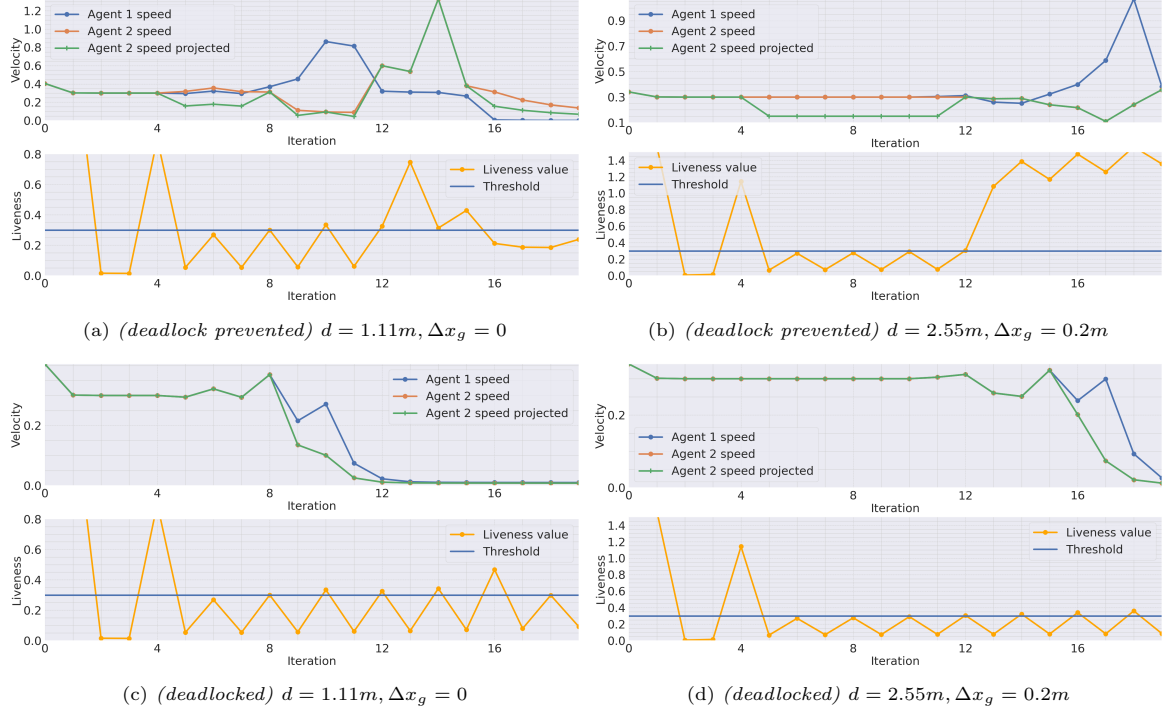 Velocity
1.2
1.0
0.8
0.6
0.4
0.2
0.0
Agent 1 speed
Agent 2 speed
Agent 2 speed projected
0 4 8 12 16
Iteration
Liveness
0.8
0.6
0.4
0.2
0.0
Liveness value
Threshold
0 4 8 12 16
Iteration
(a) (deadlock prevented) d = 1.11m, Δx_g = 0
Velocity
0.9
0.7
0.5
0.3
0.1
Agent 1 speed
Agent 2 speed
Agent 2 speed projected
0 4 8 12 16
Iteration
Liveness
1.4
1.2
1.0
0.8
0.6
0.4
0.2
0.0
Liveness value
Threshold
0 4 8 12 16
Iteration
(b) (deadlock prevented) d = 2.55m, Δx_g = 0.2m
Velocity
0.2
0.0
Agent 1 speed
Agent 2 speed
Agent 2 speed projected
0 4 8 12 16
Iteration
Liveness
0.8
0.6
0.4
0.2
0.0
Liveness value
Threshold
0 4 8 12 16
Iteration
(c) (deadlocked) d = 1.11m, Δx_g = 0
Velocity
0.2
0.0
Agent 1 speed
Agent 2 speed
Agent 2 speed projected
0 4 8 12 16
Iteration
Liveness
1.4
1.2
1.0
0.8
0.6
0.4
0.2
0.0
Liveness value
Threshold
0 4 8 12 16
Iteration
(d) (deadlocked) d = 2.55m, Δx_g = 0.2m